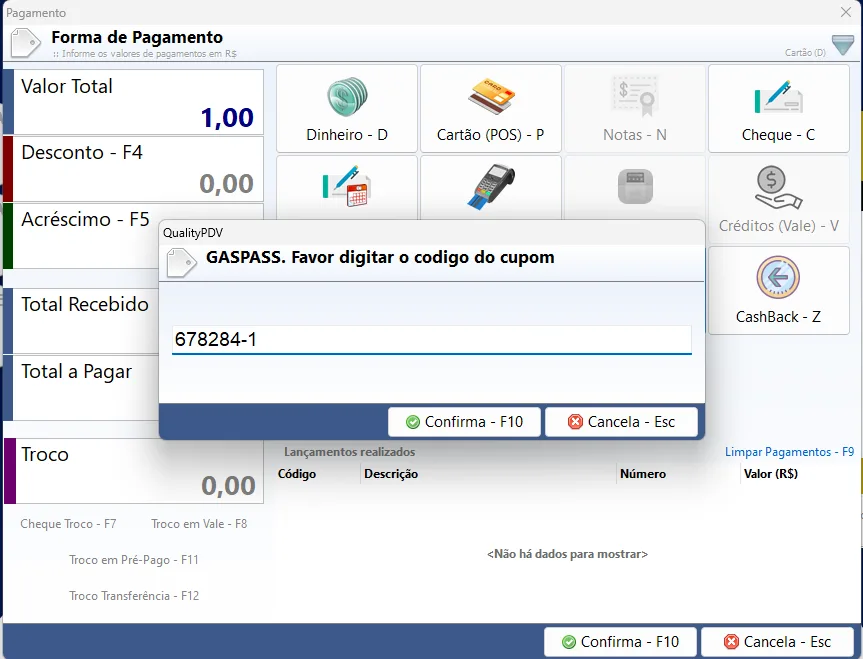 Pagamento
Forma de Pagamento
:: Informe os valores de pagamentos em R$
Cartão (D)
Valor Total
1,00
Desconto - F4
0,00
Acréscimo - F5
Total Recebido
Total a Pagar
Troco
0,00
Cheque Troco - F7
Troco em Vale - F8
Troco em Pré-Pago - F11
Troco Transferência - F12
Dinheiro - D
Cartão (POS) - P
Notas - N
Cheque - C
Créditos (Vale) - V
CashBack - Z
QualityPDV
GASPASS. Favor digitar o codigo do cupom
678284-1
Confirma - F10
Cancela - Esc
Lançamentos realizados
Limpar Pagamentos - F9
Código
Descrição
Número
Valor (R$)
<Não há dados para mostrar>
Confirma - F10
Cancela - Esc